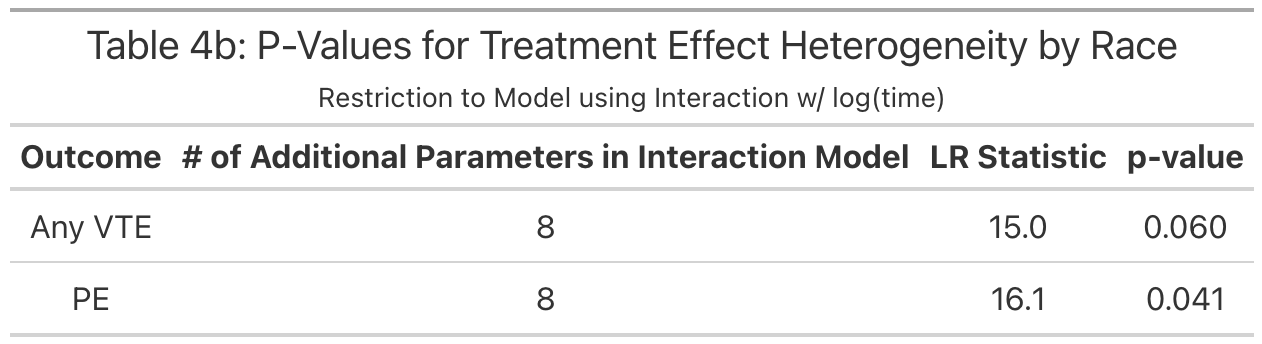 Table 4b: P-Values for Treatment Effect Heterogeneity by Race
Restriction to Model using Interaction w/ log(time)
Outcome # of Additional Parameters in Interaction Model LR Statistic p-value
Any VTE 8 15.0 0.060
PE 8 16.1 0.041